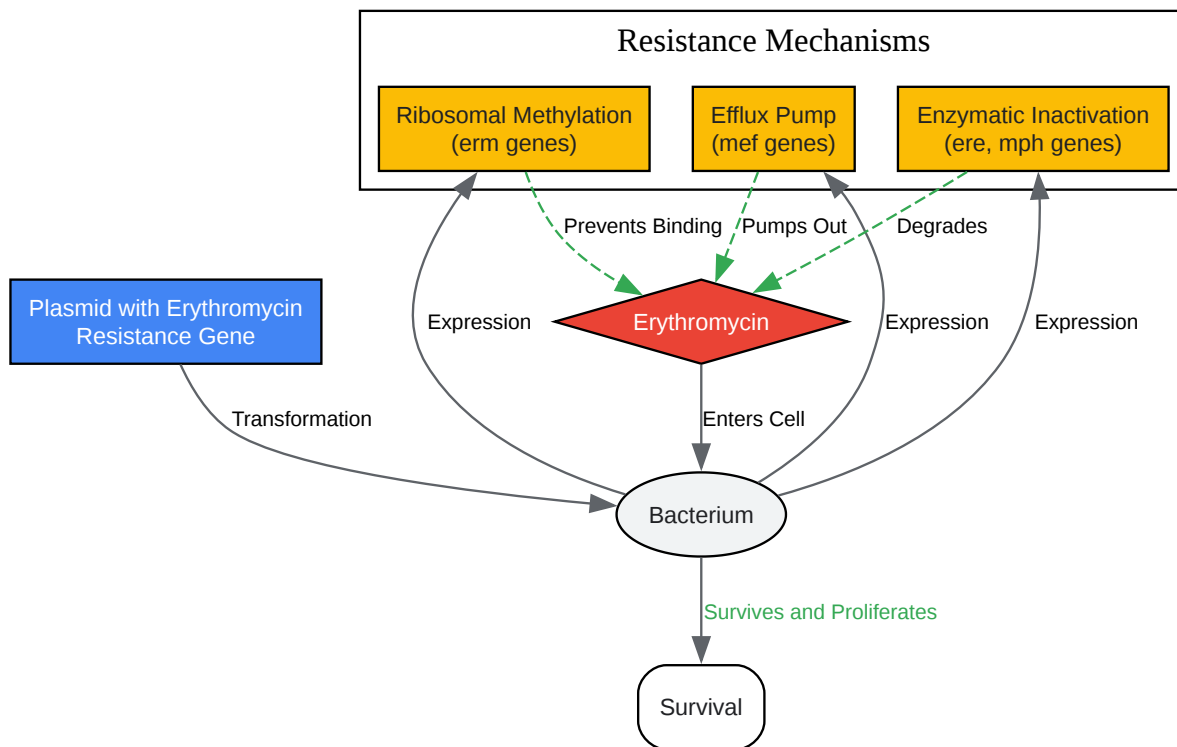 Resistance Mechanisms
Ribosomal Methylation
(erm genes)
Efflux Pump
(mef genes)
Enzymatic Inactivation
(ere, mph genes)
Prevents Binding
Pumps Out
Degrades
Plasmid with Erythromycin
Resistance Gene
Expression
Erythromycin
Expression
Expression
Transformation
Enters Cell
Bacterium
Survives and Proliferates
Survival